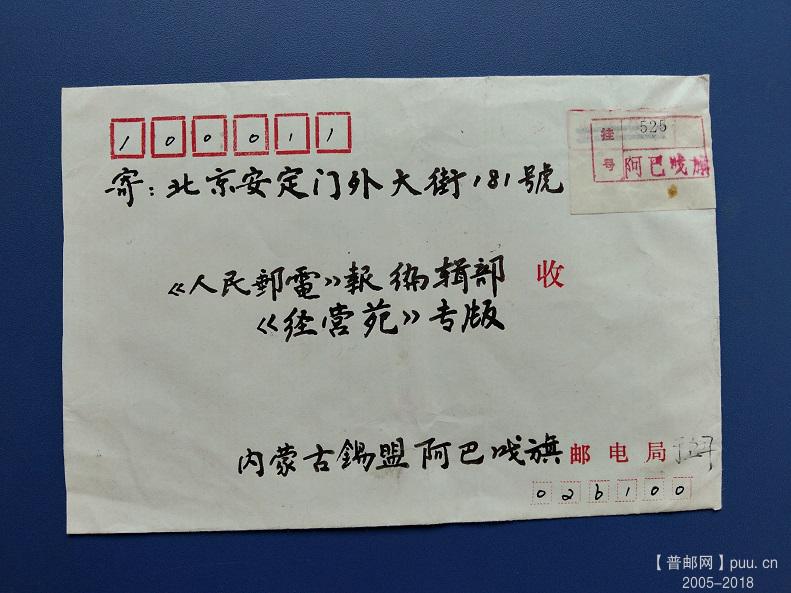 100011
挂 525
号 阿巴戋旗
寄：北京安定门外大街181號
《人民郵電》報编辑部 收
《经营苑》专版
内蒙古錫盟阿巴戋旗邮电局
026100
【普邮网】puu.cn
2005-2018